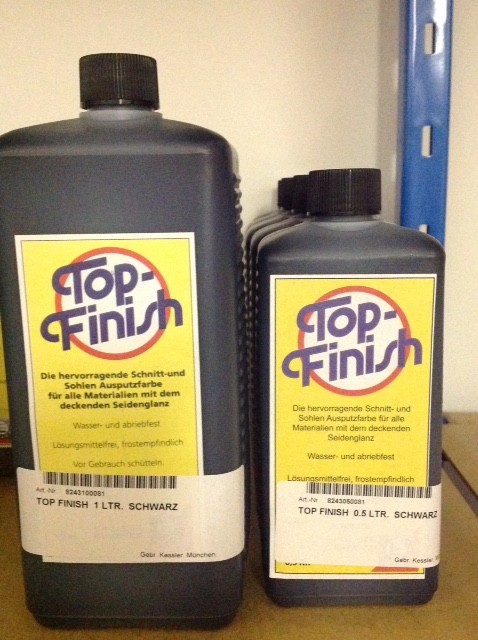 Top-
Finish
Die hervorragende Schnitt-und
Sohlen Ausputzfarbe
für alle Materialien mit dem
deckenden Seidenglanz
Wasser- und abriebfest
Lösungsmittelfrei, frostempfindlich
Vor Gebrauch schütteln.
Art.-Nr. 8243100081
TOP FINISH 1 LTR. SCHWARZ
Gebr. Kessler München
Top-
Finish
Die hervorragende Schnitt- und
Sohlen Ausputzfarbe für alle
Materialien mit dem deckenden
Seidenglanz
Wasser- und abriebfest
Lösungsmittelfrei, frostempfindlich
Art.-Nr. 8243050081
TOP FINISH 0.5 LTR. SCHWARZ
Gebr. Kessler